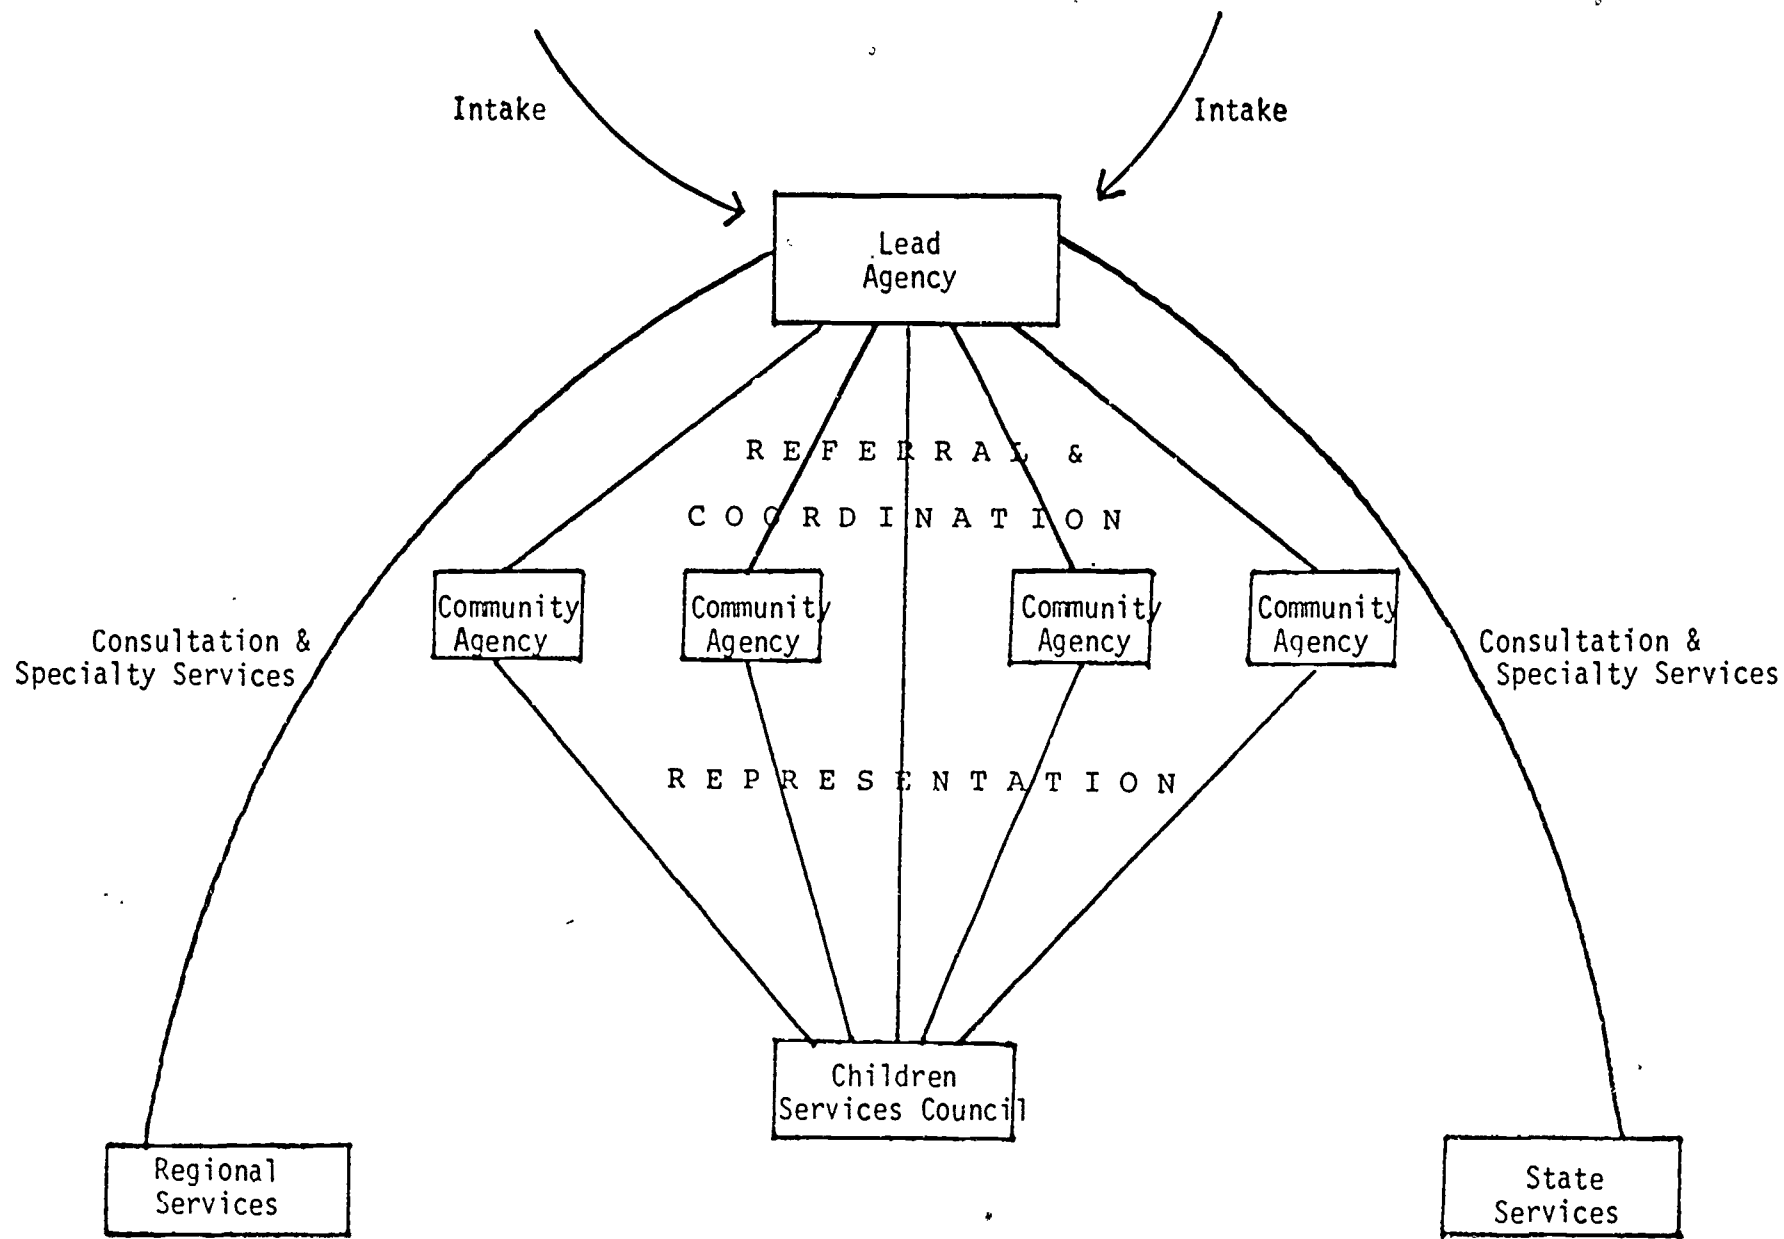 Intake
Intake
Lead
Agency
REFERRAL &
COORDINATION
Community
Agency
Community
Agency
Community
Agency
Community
Agency
Consultation &
Specialty Services
Consultation &
Specialty Services
REPRESENTATION
Children
Services Council
Regional
Services
State
Services